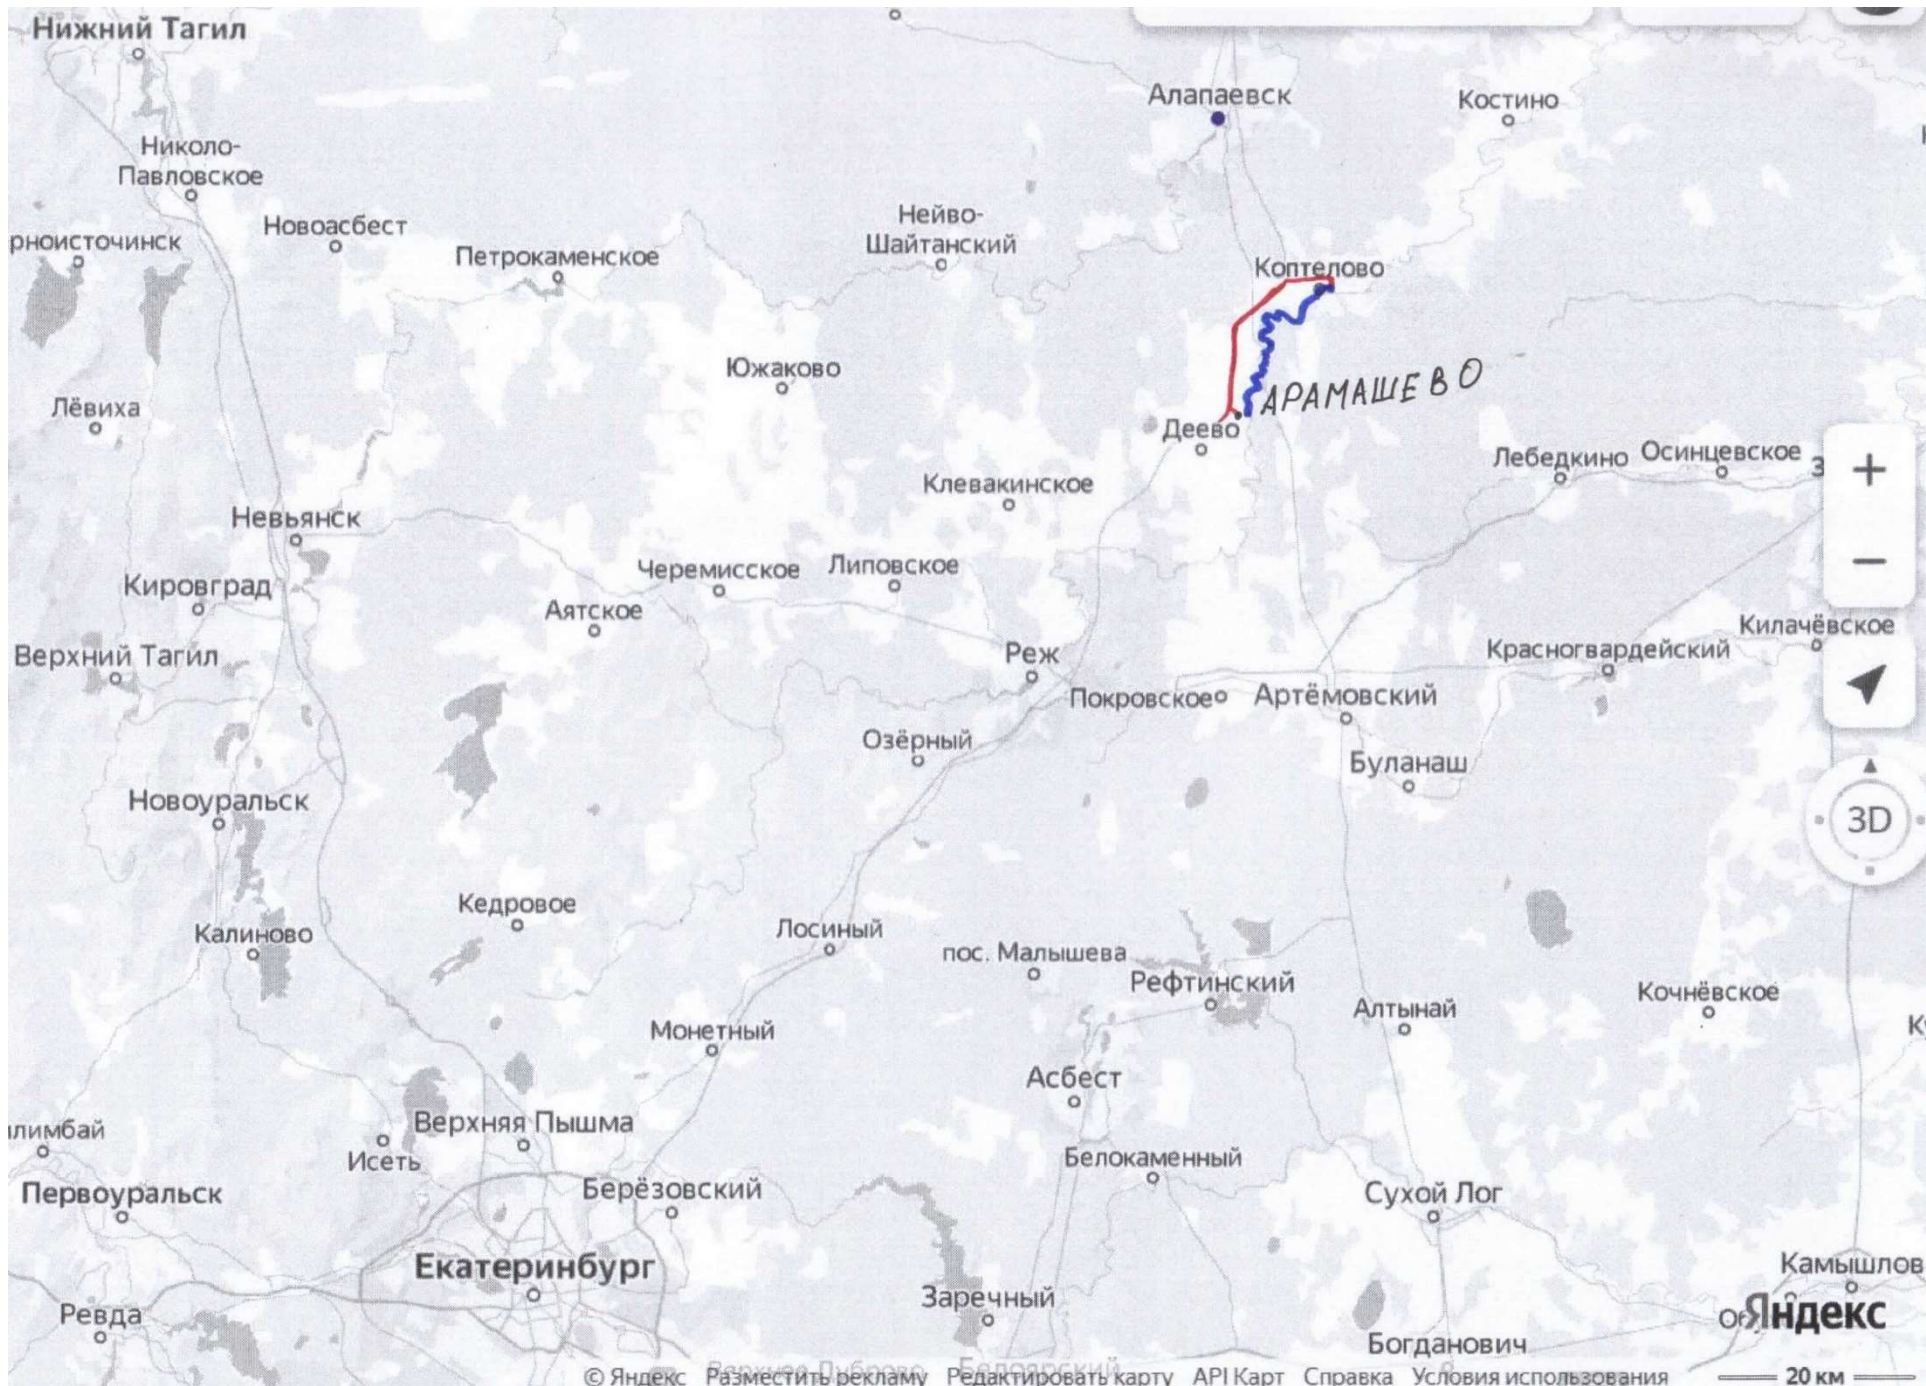 Нижний Тагил
Алапаевск
Костино
Николо-
Павловское
Новоасбест
Нейво-
Шайтанский
рноисточинск
Петрокаменское
Коптелово
Южаково
АРАМАШЕВО
Лёвиха
Деево
Лебедкино
Осинцевское
З
Клевакинское
Невьянск
Черемисское
Липовское
Кировград
Аятское
Килачёвское
Верхний Тагил
Реж
Красногвардейский
Покровское
Артёмовский
Озёрный
Буланаш
Новоуральск
3D
Кедровое
Калиново
Лосиный
пос. Малышева
Рефтинский
Кочнёвское
Алтынай
Монетный
Асбест
лимбай
Верхняя Пышма
Исеть
Белокаменный
Первоуральск
Берёзовский
Сухой Лог
Екатеринбург
Камышлов
Заречный
Ревда
Яндекс
Богданович
Верхнее Дуброво
Белоярский
© Яндекс Разместить рекламу Редактировать карту API Карт Справка Условия использования 20 км